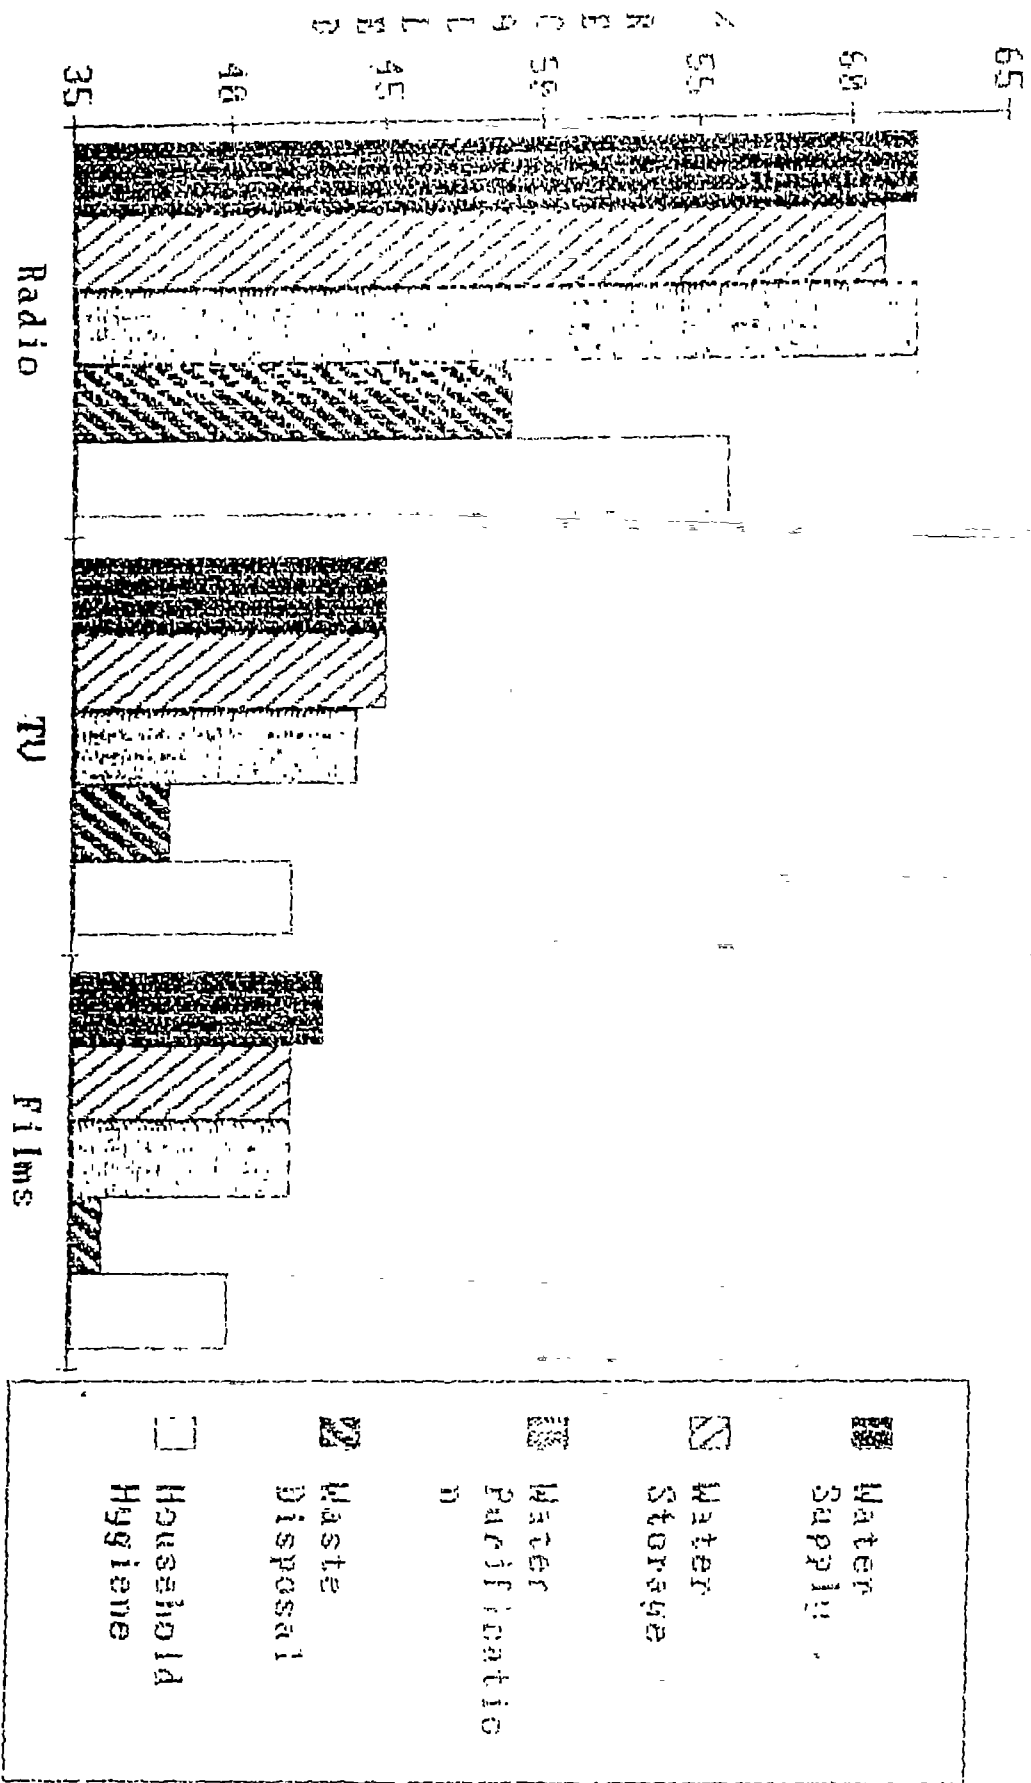 % RECALLED
65
60
55
50
45
40
35
Radio
TV
Films
Water
Supply
Water
Storage
Water
Purificatio
n
Waste
Disposal
Household
Hygiene